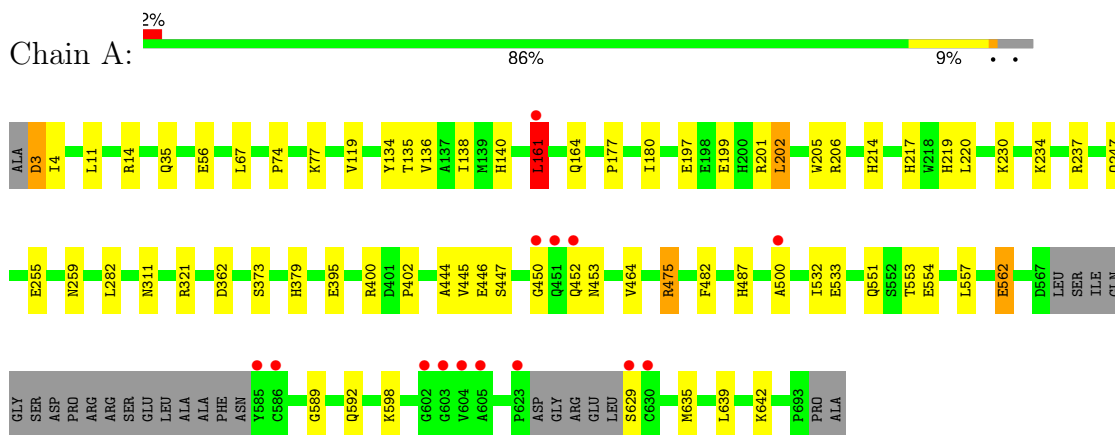 2%
Chain A:
86% 9% • •
ALA D3 I4 L11 R14 Q35 E56 L67 P74 K77 V119 Y134 T135 V136 A137 I138 M139 H140 L161 Q164 P177 I180 E197 E198 E199 H200 R201 L202 W205 R206 H214 H217 W218 H219 L220 K230 K234 R237
E255 N259 L282 N311 R321 D362 S373 H379 E395 R400 D401 P402 A444 V445 E446 S447 G450 Q451 Q452 N453 V464 R475 F482 H487 A500 I532 E533 Q551 S552 T553 E554 L557 E562 D567 LEU SER ILE GLN
GLY SER ASP PRO ARG ARG SER GLU LEU ALA ALA PHE ASN Y585 C586 G589 Q592 K598 G602 G603 V604 A605 P623 ASP GLY ARG GLU LEU S629 C630 M635 L639 K642 P693 PRO ALA